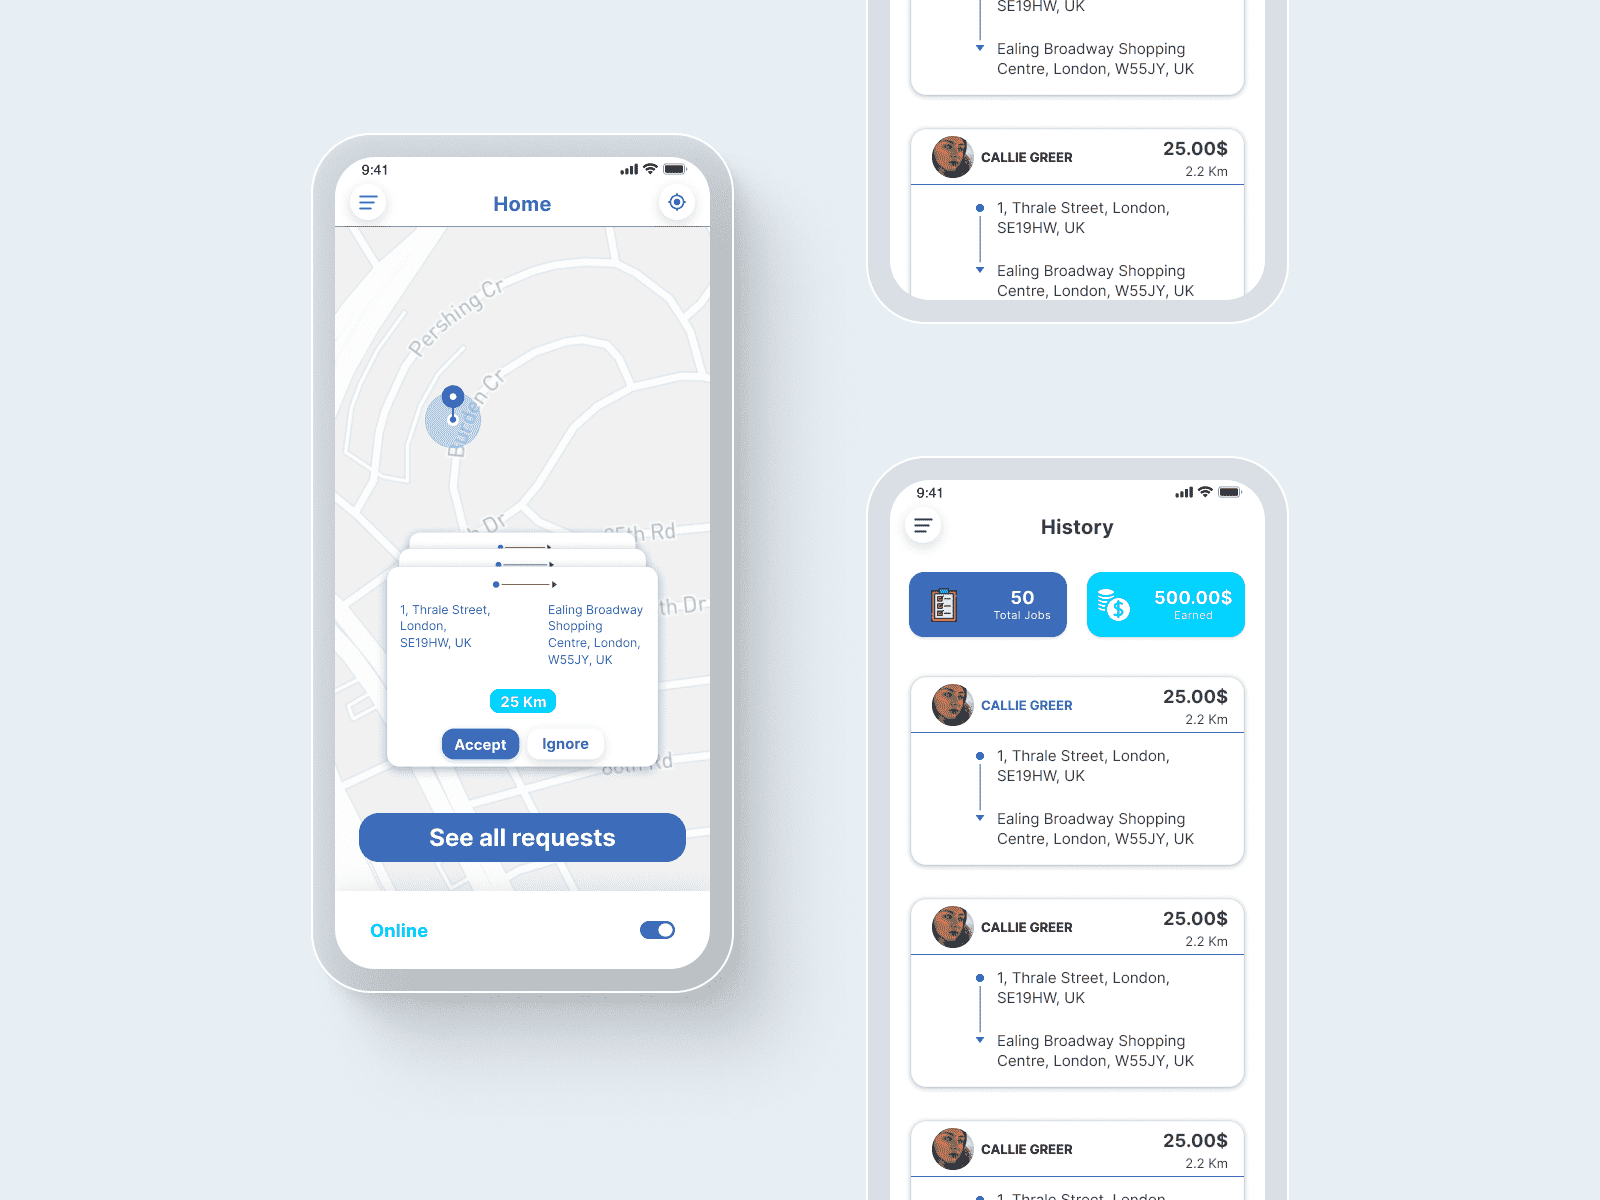 9:41
Home
Pershing Cr
Burden Cr
Dr
85th Rd
th Dr
1, Thrale Street,
London,
SE19HW, UK
Ealing Broadway
Shopping
Centre, London,
W55JY, UK
25 Km
Accept
Ignore
Rd
See all requests
Online
SE19HW, UK
Ealing Broadway Shopping
Centre, London, W55JY, UK
CALLIE GREER
25.00$
2.2 Km
1, Thrale Street, London,
SE19HW, UK
Ealing Broadway Shopping
Centre, London, W55JY, UK
9:41
History
50
Total Jobs
500.00$
Earned
CALLIE GREER
25.00$
2.2 Km
1, Thrale Street, London,
SE19HW, UK
Ealing Broadway Shopping
Centre, London, W55JY, UK
CALLIE GREER
25.00$
2.2 Km
1, Thrale Street, London,
SE19HW, UK
Ealing Broadway Shopping
Centre, London, W55JY, UK
CALLIE GREER
25.00$
2.2 Km
1, Thrale Street, London,